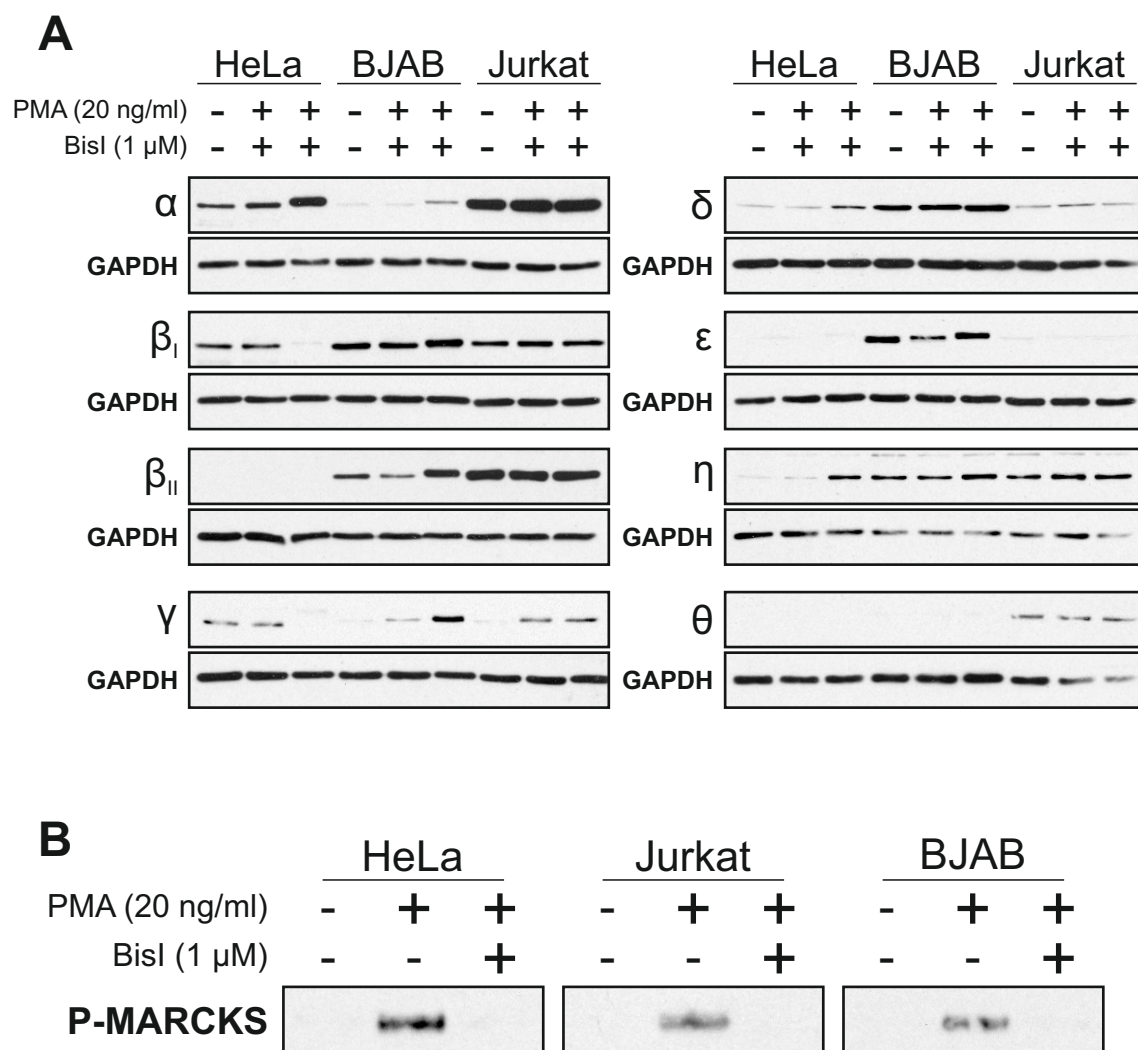 A
HeLa BJAB Jurkat HeLa BJAB Jurkat
PMA (20 ng/ml) - + + - + + - + + - + + - + + - + +
BisI (1 µM) - + + - + + - + + - + + - + + - + +
α δ
GAPDH GAPDH
βI ε
GAPDH GAPDH
βII η
GAPDH GAPDH
γ θ
GAPDH GAPDH
B
HeLa Jurkat BJAB
PMA (20 ng/ml) - + + - + + - + +
BisI (1 µM) - - + - - + - - +
P-MARCKS